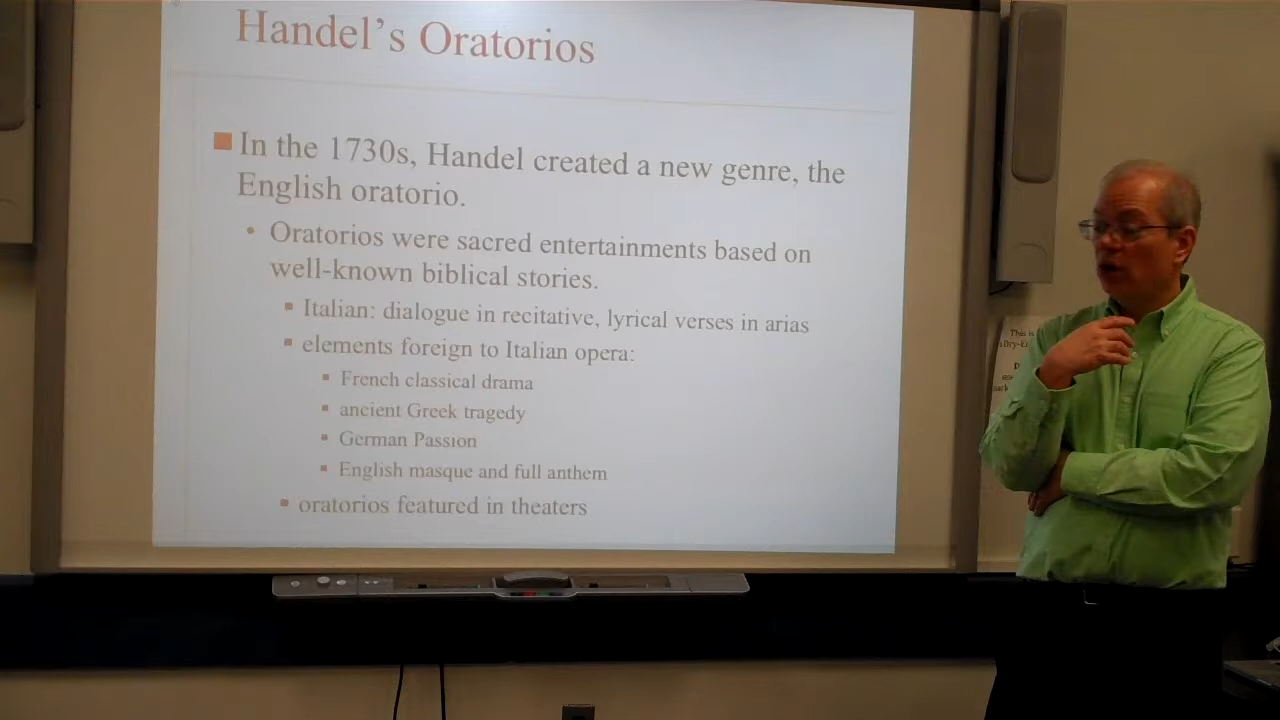 Handel's Oratorios
In the 1730s, Handel created a new genre, the
English oratorio.
Oratorios were sacred entertainments based on
well-known biblical stories.
Italian: dialogue in recitative, lyrical verses in arias
elements foreign to Italian opera:
French classical drama
ancient Greek tragedy
German Passion
English masque and full anthem
oratorios featured in theaters
This is